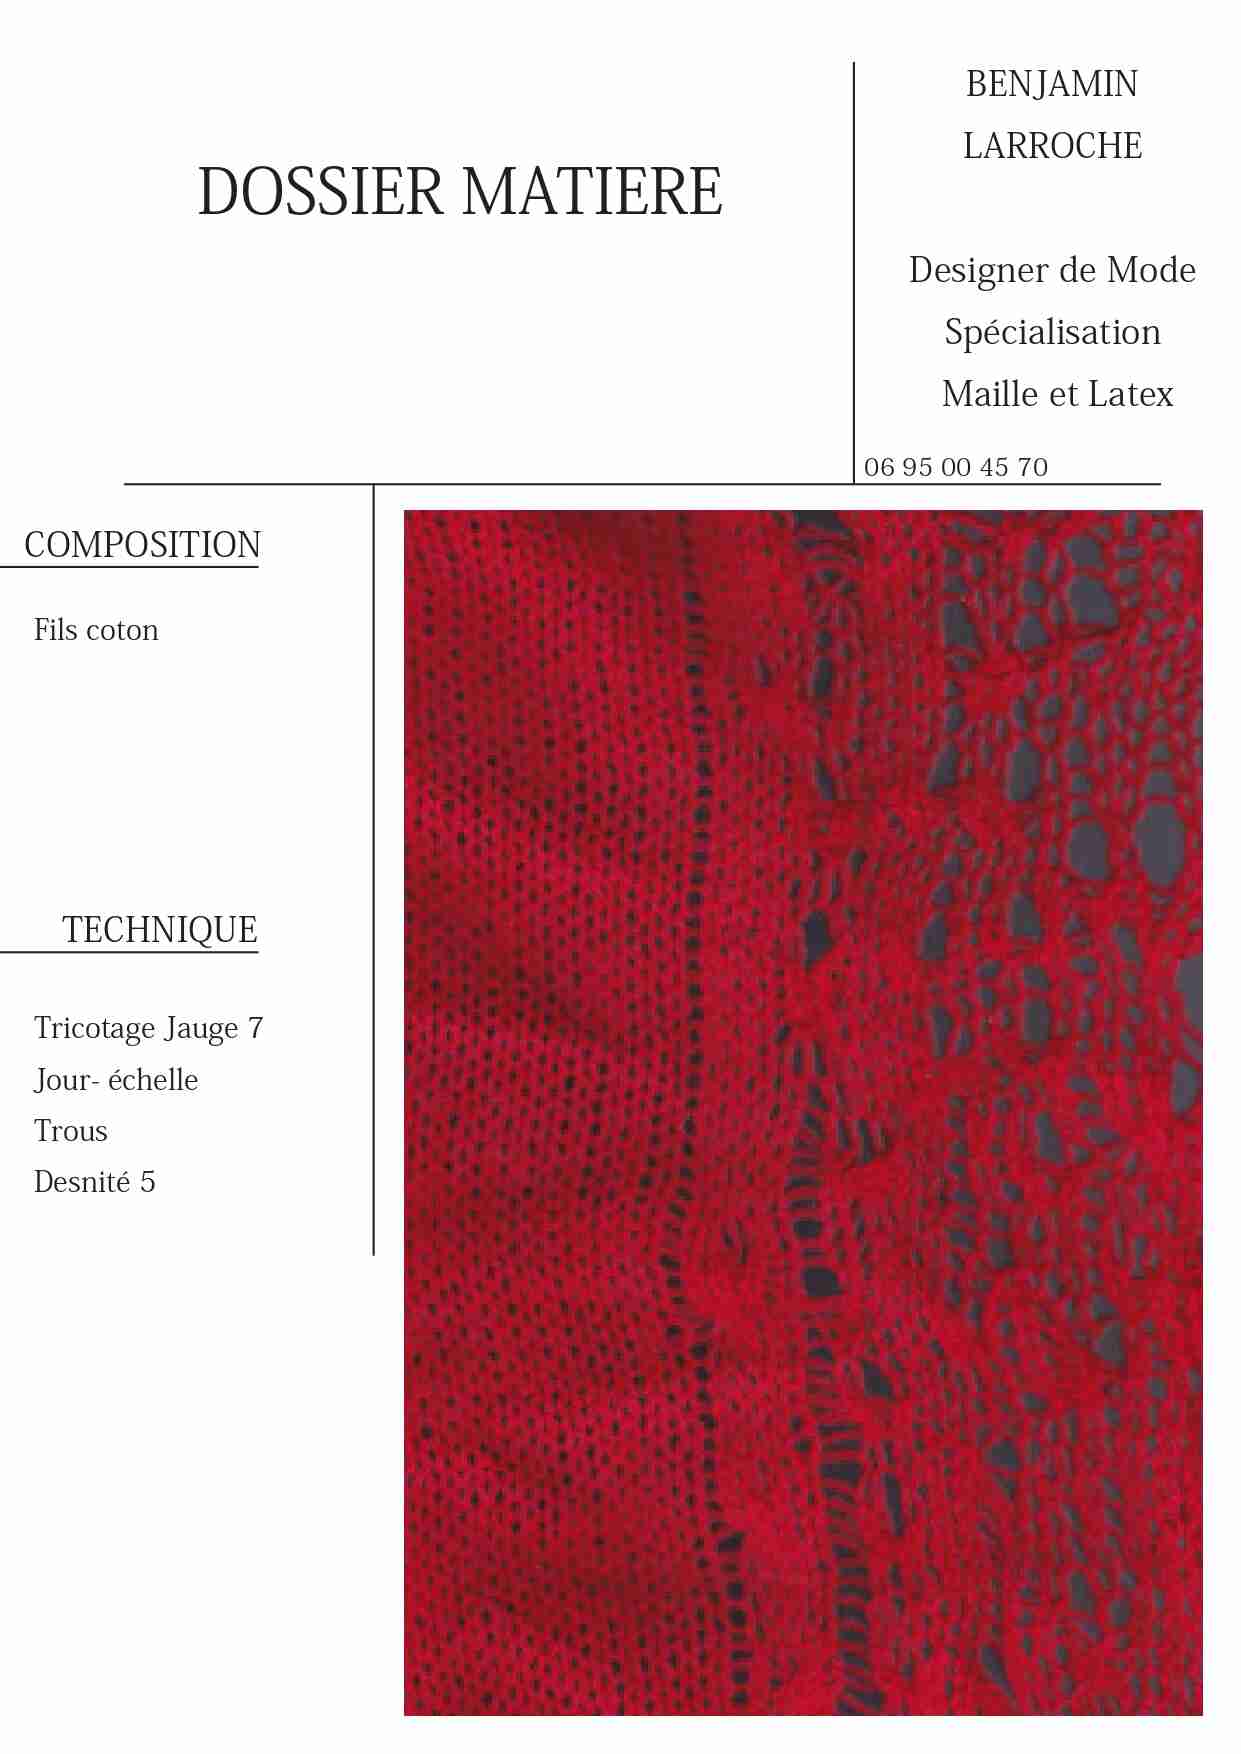 DOSSIER MATIERE
BENJAMIN
LARROCHE
Designer de Mode
Spécialisation
Maille et Latex
06 95 00 45 70
COMPOSITION
Fils coton
TECHNIQUE
Tricotage Jauge 7
Jour- échelle
Trous
Desnité 5